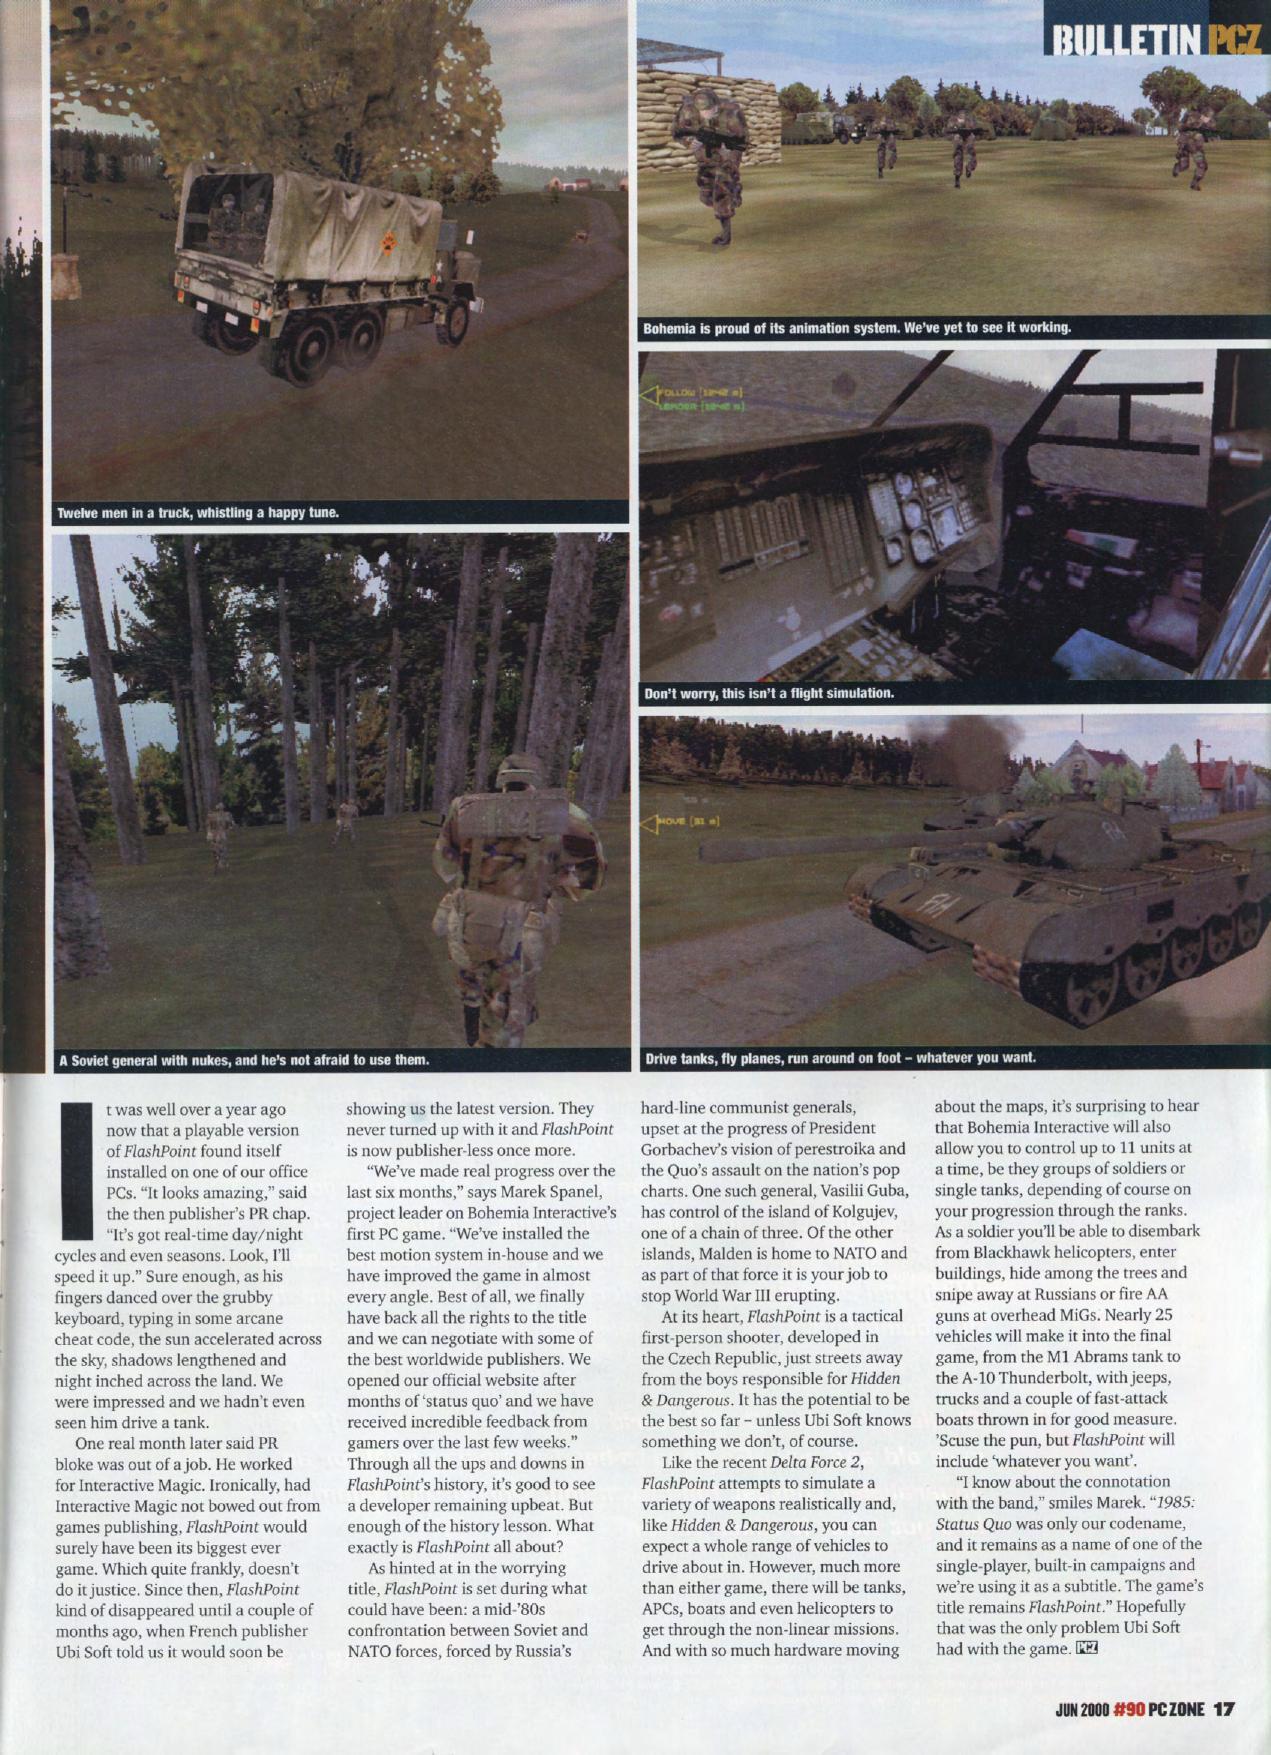 BULLETIN PCZ
Twelve men in a truck, whistling a happy tune.
Bohemia is proud of its animation system. We've yet to see it working.
FOLLOW [1242 m]
LEADER [1242 m]
Don't worry, this isn't a flight simulation.
A Soviet general with nukes, and he's not afraid to use them.
MOVE [31 m]
Drive tanks, fly planes, run around on foot – whatever you want.
It was well over a year ago
now that a playable version
of FlashPoint found itself
installed on one of our office
PCs. "It looks amazing," said
the then publisher's PR chap.
"It's got real-time day/night
cycles and even seasons. Look, I'll
speed it up." Sure enough, as his
fingers danced over the grubby
keyboard, typing in some arcane
cheat code, the sun accelerated across
the sky, shadows lengthened and
night inched across the land. We
were impressed and we hadn't even
seen him drive a tank.
One real month later said PR
bloke was out of a job. He worked
for Interactive Magic. Ironically, had
Interactive Magic not bowed out from
games publishing, FlashPoint would
surely have been its biggest ever
game. Which quite frankly, doesn't
do it justice. Since then, FlashPoint
kind of disappeared until a couple of
months ago, when French publisher
Ubi Soft told us it would soon be
showing us the latest version. They
never turned up with it and FlashPoint
is now publisher-less once more.
"We've made real progress over the
last six months," says Marek Spanel,
project leader on Bohemia Interactive's
first PC game. "We've installed the
best motion system in-house and we
have improved the game in almost
every angle. Best of all, we finally
have back all the rights to the title
and we can negotiate with some of
the best worldwide publishers. We
opened our official website after
months of 'status quo' and we have
received incredible feedback from
gamers over the last few weeks."
Through all the ups and downs in
FlashPoint's history, it's good to see
a developer remaining upbeat. But
enough of the history lesson. What
exactly is FlashPoint all about?
As hinted at in the worrying
title, FlashPoint is set during what
could have been: a mid-'80s
confrontation between Soviet and
NATO forces, forced by Russia's
hard-line communist generals,
upset at the progress of President
Gorbachev's vision of perestroika and
the Quo's assault on the nation's pop
charts. One such general, Vasilii Guba,
has control of the island of Kolgujev,
one of a chain of three. Of the other
islands, Malden is home to NATO and
as part of that force it is your job to
stop World War III erupting.
At its heart, FlashPoint is a tactical
first-person shooter, developed in
the Czech Republic, just streets away
from the boys responsible for Hidden
& Dangerous. It has the potential to be
the best so far – unless Ubi Soft knows
something we don't, of course.
Like the recent Delta Force 2,
FlashPoint attempts to simulate a
variety of weapons realistically and,
like Hidden & Dangerous, you can
expect a whole range of vehicles to
drive about in. However, much more
than either game, there will be tanks,
APCs, boats and even helicopters to
get through the non-linear missions.
And with so much hardware moving
about the maps, it's surprising to hear
that Bohemia Interactive will also
allow you to control up to 11 units at
a time, be they groups of soldiers or
single tanks, depending of course on
your progression through the ranks.
As a soldier you'll be able to disembark
from Blackhawk helicopters, enter
buildings, hide among the trees and
snipe away at Russians or fire AA
guns at overhead MiGs. Nearly 25
vehicles will make it into the final
game, from the M1 Abrams tank to
the A-10 Thunderbolt, with jeeps,
trucks and a couple of fast-attack
boats thrown in for good measure.
'Scuse the pun, but FlashPoint will
include 'whatever you want'.
"I know about the connotation
with the band," smiles Marek. "1985:
Status Quo was only our codename,
and it remains as a name of one of the
single-player, built-in campaigns and
we're using it as a subtitle. The game's
title remains FlashPoint." Hopefully
that was the only problem Ubi Soft
had with the game. PCZ
JUN 2000 #90 PC ZONE 17